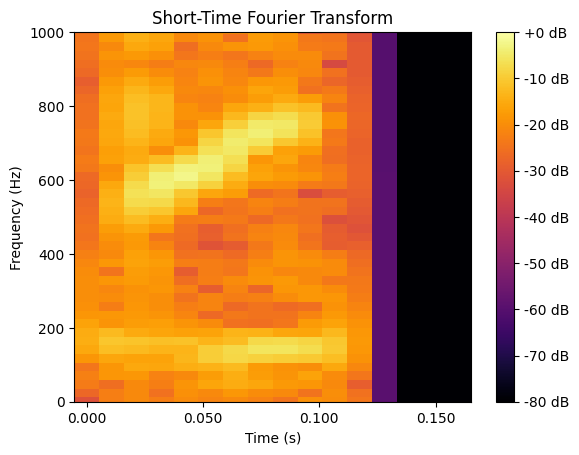 Short-Time Fourier Transform
Frequency (Hz)
1000
800
600
400
200
0
0.000
0.050
0.100
0.150
Time (s)
+0 dB
-10 dB
-20 dB
-30 dB
-40 dB
-50 dB
-60 dB
-70 dB
-80 dB